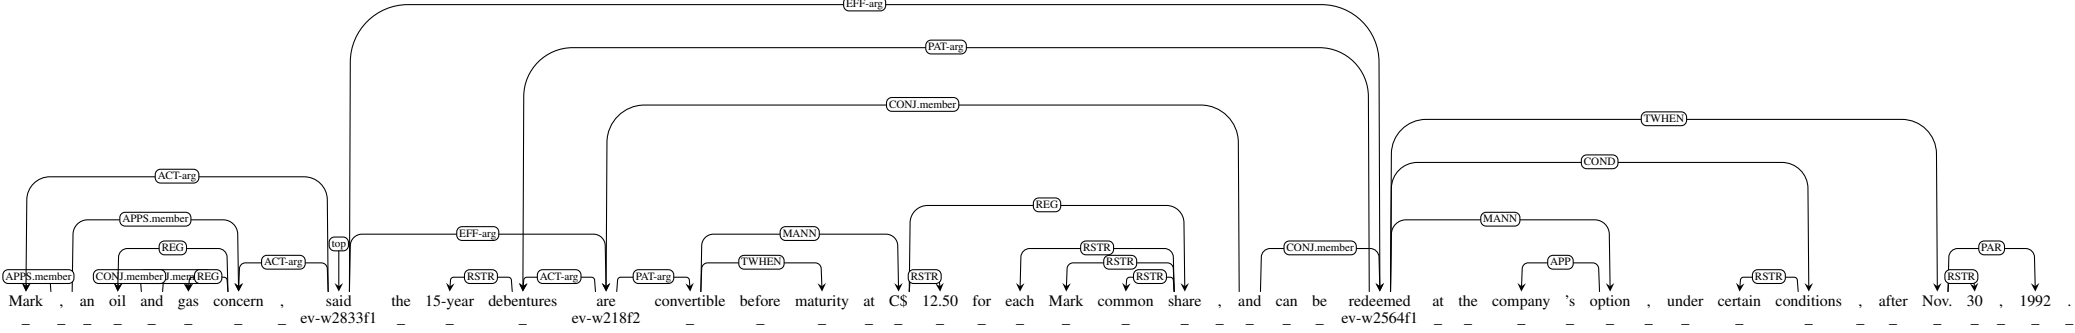 EFF-arg
PAT-arg
CONJ.member
TWHEN
COND
ACT-arg
REG
APPS.member MANN
EFF-arg MANN
top
REG RSTR CONJ.member PAR
ACT-arg TWHEN RSTR APP
APPS.member CONJ.member J.mem REG RSTR ACT-arg PAT-arg RSTR RSTR RSTR RSTR
Mark , an oil and gas concern , said the 15-year debentures are convertible before maturity at C$ 12.50 for each Mark common share , and can be redeemed at the company 's option , under certain conditions , after Nov. 30 , 1992 .
_ _ _ _ _ _ _ _ ev-w2833f1 _ _ _ ev-w218f2 _ _ _ _ _ _ _ _ _ _ _ _ _ _ _ ev-w2564f1 _ _ _ _ _ _ _ _ _ _ _ _ _ _ _ _